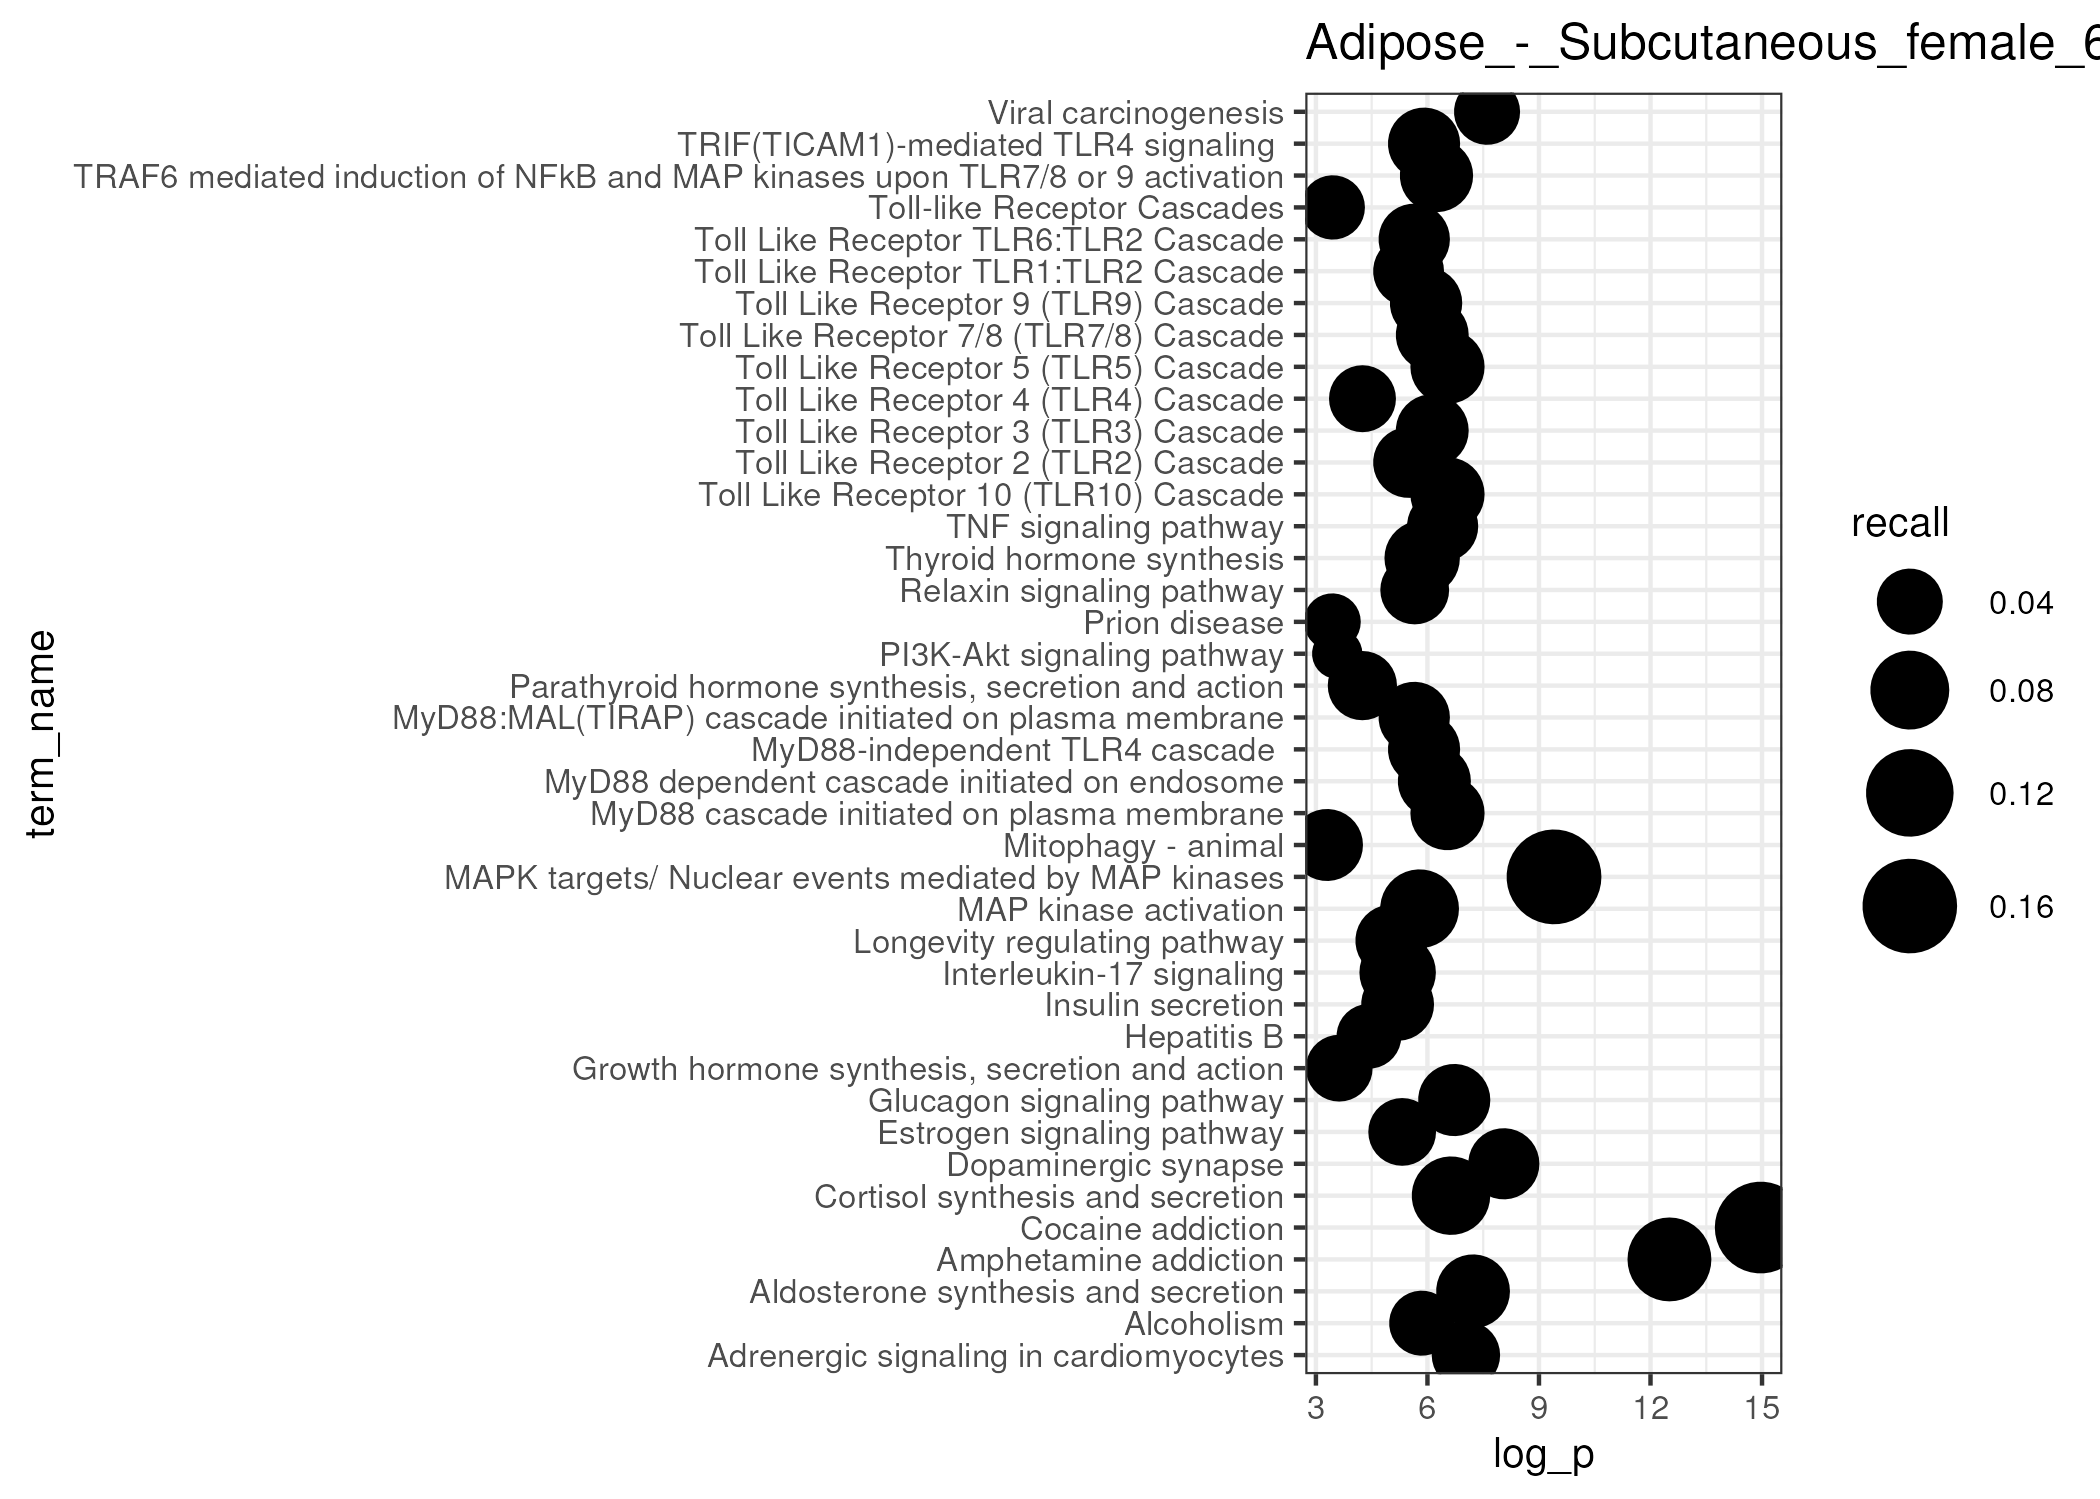 Adipose_-_Subcutaneous_female_6
Viral carcinogenesis
TRIF(TICAM1)-mediated TLR4 signaling
TRAF6 mediated induction of NFkB and MAP kinases upon TLR7/8 or 9 activation
Toll-like Receptor Cascades
Toll Like Receptor TLR6:TLR2 Cascade
Toll Like Receptor TLR1:TLR2 Cascade
Toll Like Receptor 9 (TLR9) Cascade
Toll Like Receptor 7/8 (TLR7/8) Cascade
Toll Like Receptor 5 (TLR5) Cascade
Toll Like Receptor 4 (TLR4) Cascade
Toll Like Receptor 3 (TLR3) Cascade
Toll Like Receptor 2 (TLR2) Cascade
Toll Like Receptor 10 (TLR10) Cascade
TNF signaling pathway
Thyroid hormone synthesis
Relaxin signaling pathway
Prion disease
PI3K-Akt signaling pathway
Parathyroid hormone synthesis, secretion and action
MyD88:MAL(TIRAP) cascade initiated on plasma membrane
MyD88-independent TLR4 cascade
MyD88 dependent cascade initiated on endosome
MyD88 cascade initiated on plasma membrane
Mitophagy - animal
MAPK targets/ Nuclear events mediated by MAP kinases
MAP kinase activation
Longevity regulating pathway
Interleukin-17 signaling
Insulin secretion
Hepatitis B
Growth hormone synthesis, secretion and action
Glucagon signaling pathway
Estrogen signaling pathway
Dopaminergic synapse
Cortisol synthesis and secretion
Cocaine addiction
Amphetamine addiction
Aldosterone synthesis and secretion
Alcoholism
Adrenergic signaling in cardiomyocytes
term_name
3 6 9 12 15
log_p
recall
0.04
0.08
0.12
0.16